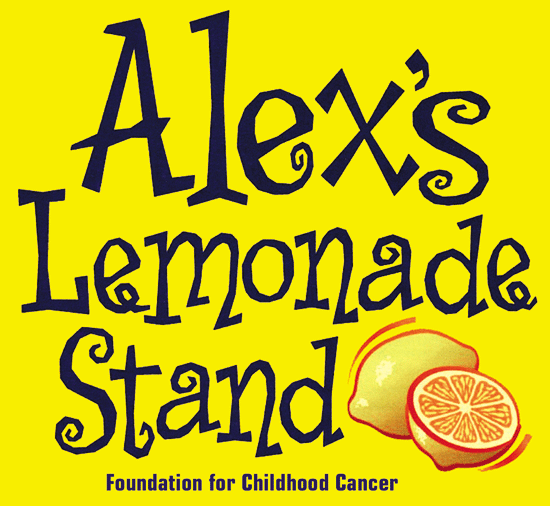 Alex's
Lemonade
Stand
Foundation for Childhood Cancer